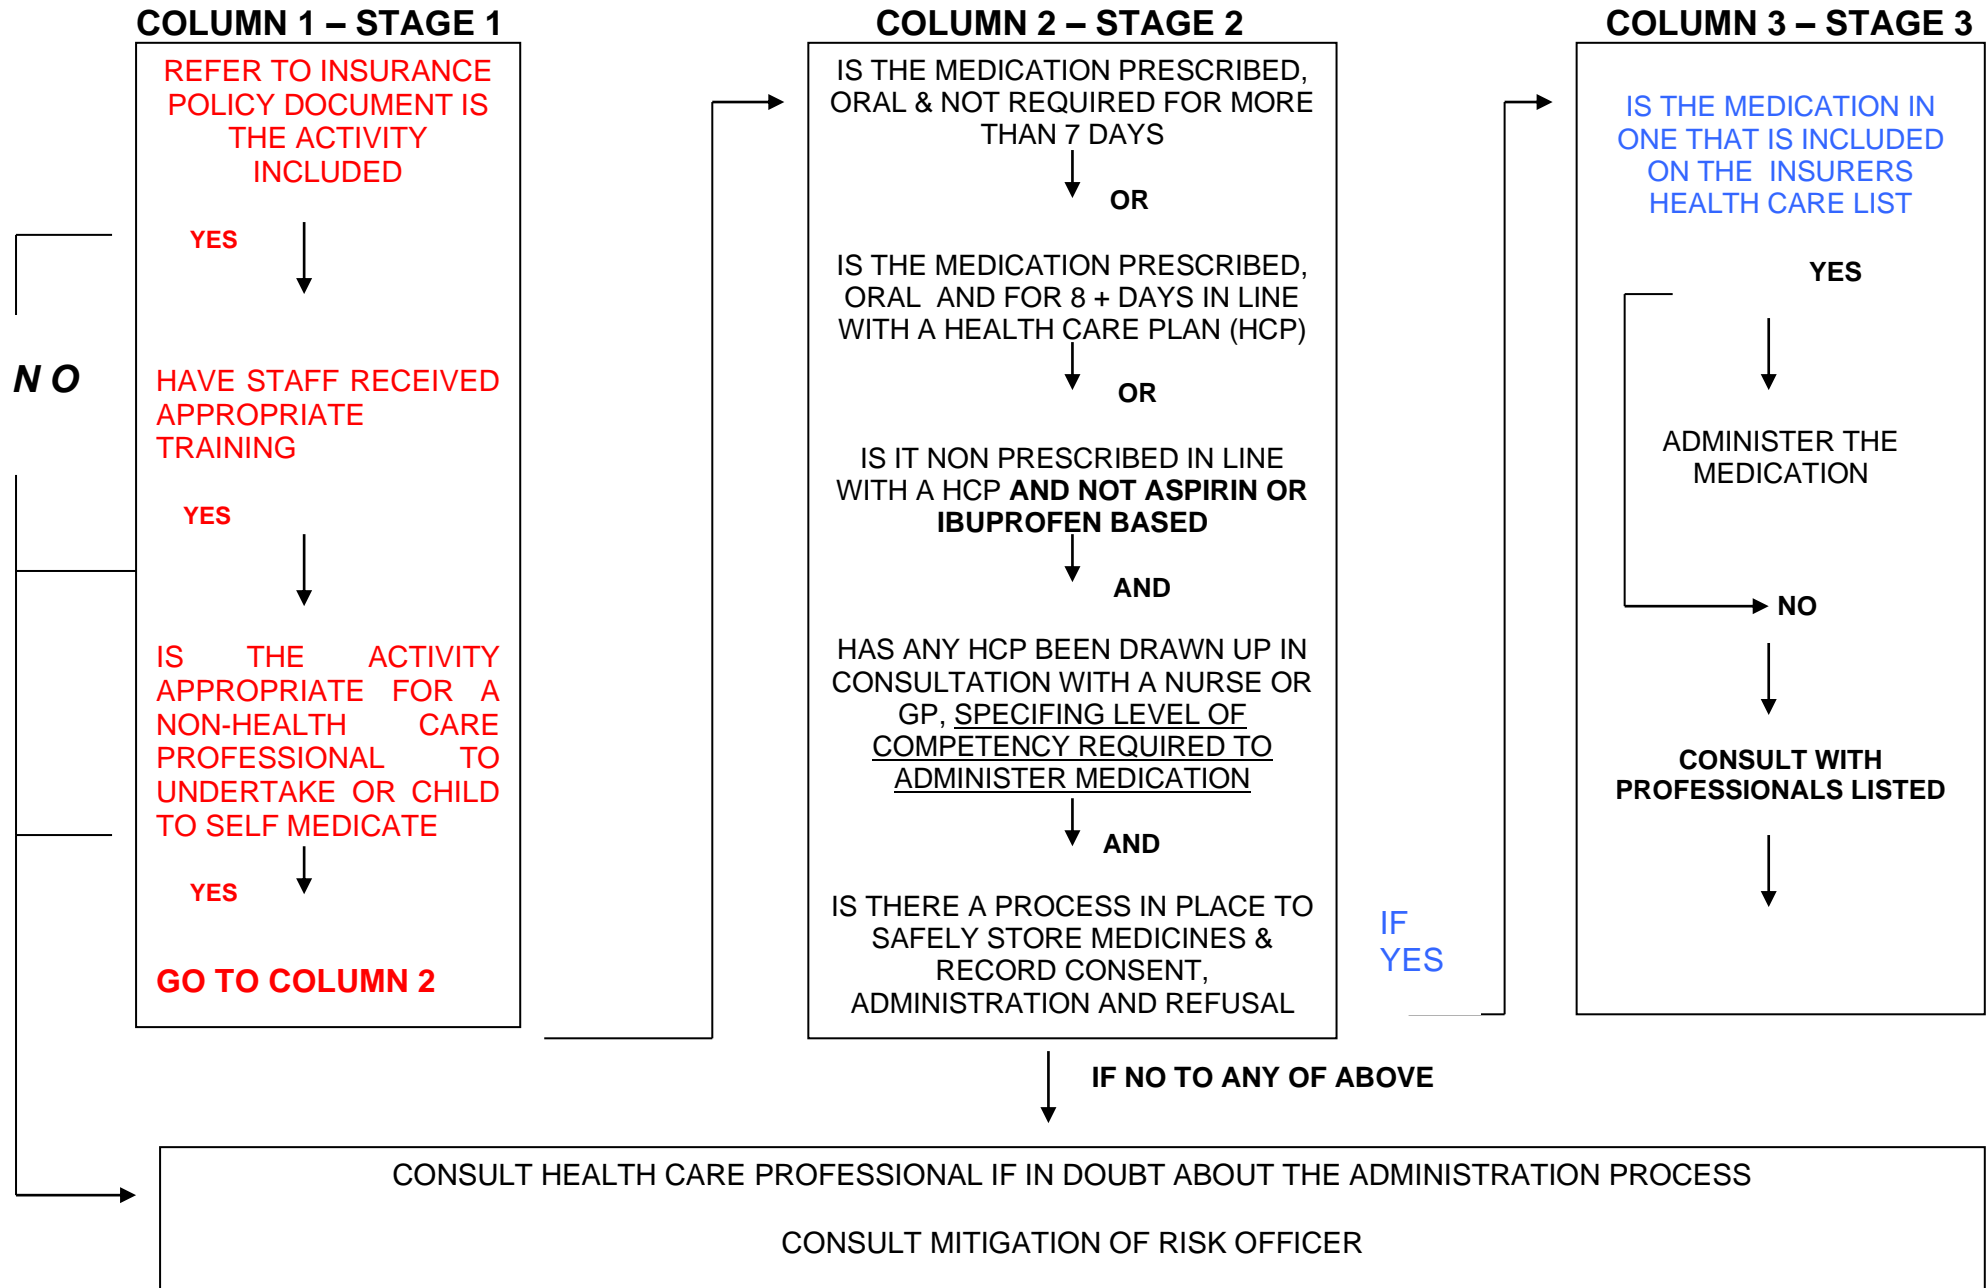 COLUMN 1 – STAGE 1
REFER TO INSURANCE
POLICY DOCUMENT IS
THE ACTIVITY
INCLUDED
YES
N O
HAVE STAFF RECEIVED
APPROPRIATE
TRAINING
YES
IS THE ACTIVITY
APPROPRIATE FOR A
NON-HEALTH CARE
PROFESSIONAL TO
UNDERTAKE OR CHILD
TO SELF MEDICATE
YES
GO TO COLUMN 2
COLUMN 2 – STAGE 2
IS THE MEDICATION PRESCRIBED,
ORAL & NOT REQUIRED FOR MORE
THAN 7 DAYS
OR
IS THE MEDICATION PRESCRIBED,
ORAL AND FOR 8 + DAYS IN LINE
WITH A HEALTH CARE PLAN (HCP)
OR
IS IT NON PRESCRIBED IN LINE
WITH A HCP AND NOT ASPIRIN OR
IBUPROFEN BASED
AND
HAS ANY HCP BEEN DRAWN UP IN
CONSULTATION WITH A NURSE OR
GP, SPECIFING LEVEL OF
COMPETENCY REQUIRED TO
ADMINISTER MEDICATION
AND
IS THERE A PROCESS IN PLACE TO
SAFELY STORE MEDICINES &
RECORD CONSENT,
ADMINISTRATION AND REFUSAL
IF
YES
COLUMN 3 – STAGE 3
IS THE MEDICATION IN
ONE THAT IS INCLUDED
ON THE INSURERS
HEALTH CARE LIST
YES
ADMINISTER THE
MEDICATION
NO
CONSULT WITH
PROFESSIONALS LISTED
IF NO TO ANY OF ABOVE
CONSULT HEALTH CARE PROFESSIONAL IF IN DOUBT ABOUT THE ADMINISTRATION PROCESS
CONSULT MITIGATION OF RISK OFFICER